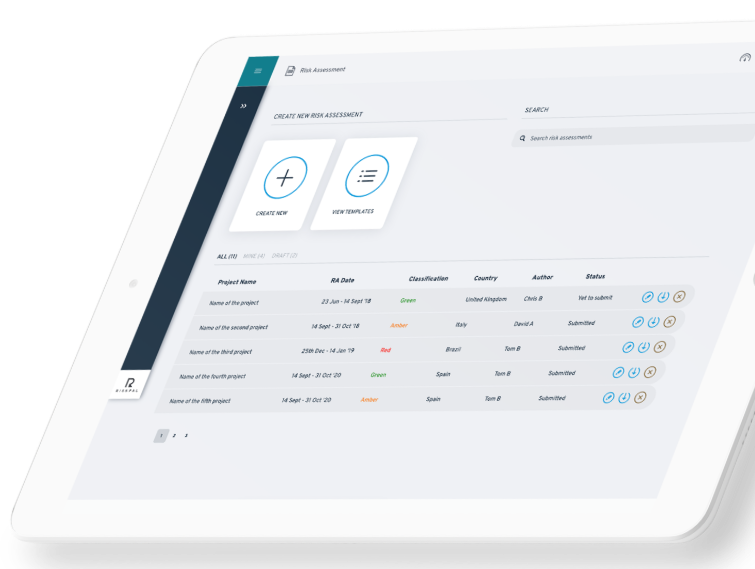 Risk Assessment
CREATE NEW RISK ASSESSMENT
SEARCH
Search risk assessments
CREATE NEW
VIEW TEMPLATES
ALL (11) MINE (4) DRAFT (2)
Project Name RA Date Classification Country Author Status
Name of the project 23 Jun - 14 Sept '18 Green United Kingdom Chris B Yet to submit
Name of the second project 14 Sept - 31 Oct '18 Amber Italy David A Submitted
Name of the third project 25th Dec - 14 Jan '19 Red Brazil Tom B Submitted
Name of the fourth project 14 Sept - 31 Oct '20 Green Spain Tom B Submitted
Name of the fifth project 14 Sept - 31 Oct '20 Amber Spain Tom B Submitted
RISKPAL
1 2 3